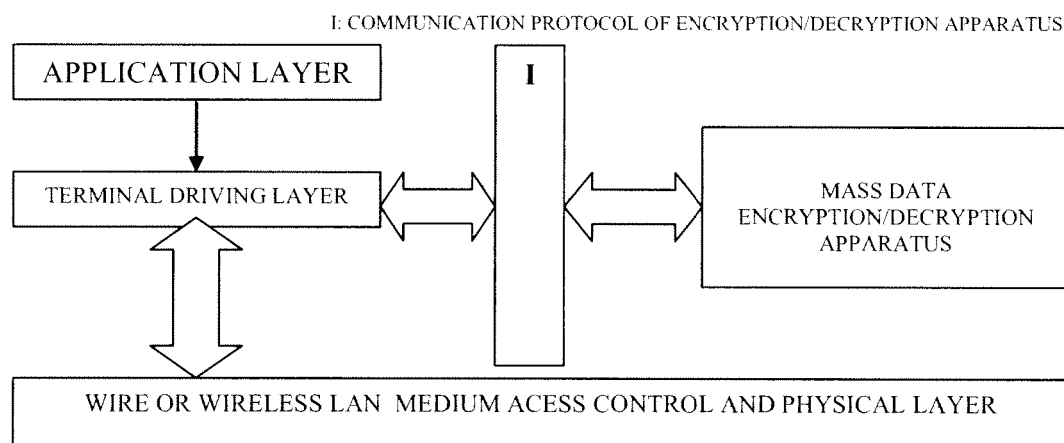 I: COMMUNICATION PROTOCOL OF ENCRYPTION/DECRYPTION APPARATUS
APPLICATION LAYER
I
TERMINAL DRIVING LAYER
MASS DATA
ENCRYPTION/DECRYPTION
APPARATUS
WIRE OR WIRELESS LAN MEDIUM ACESS CONTROL AND PHYSICAL LAYER